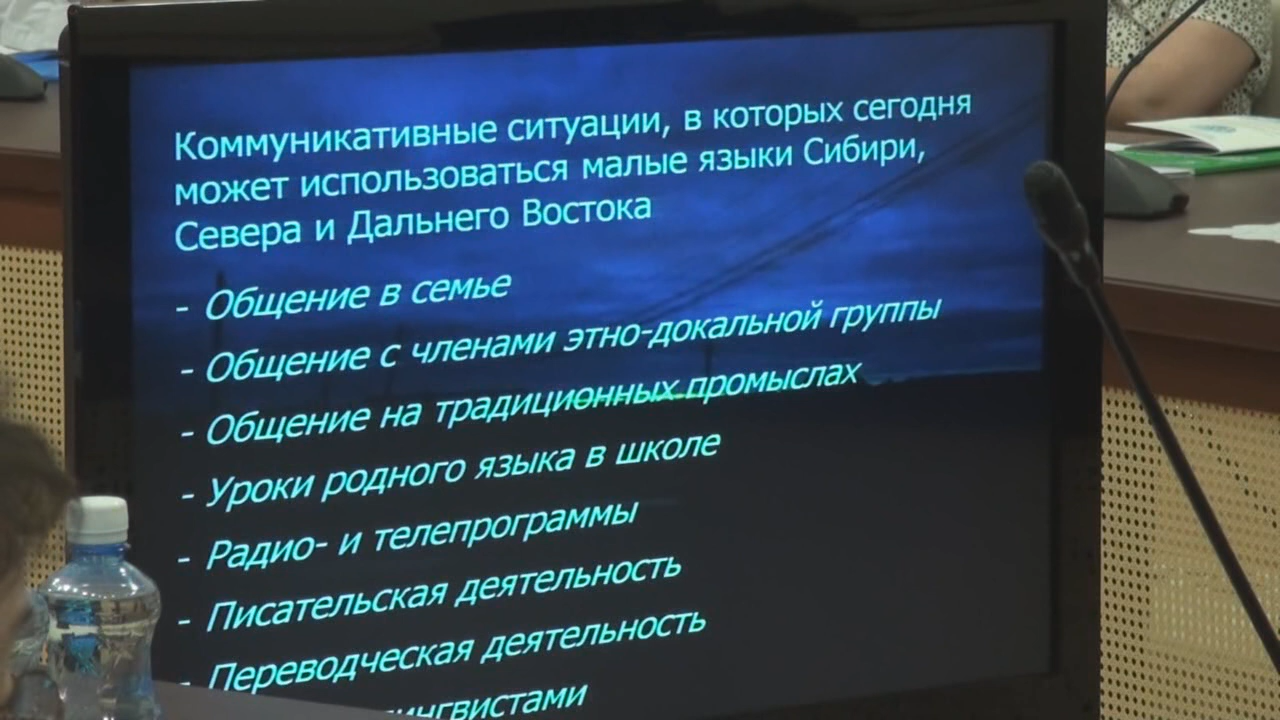 Коммуникативные ситуации, в которых сегодня
может использоваться малые языки Сибири,
Севера и Дальнего Востока
- Общение в семье
- Общение с членами этно-докальной группы
- Общение на традиционных промыслах
- Уроки родного языка в школе
- Радио- и телепрограммы
- Писательская деятельность
- Переводческая деятельность